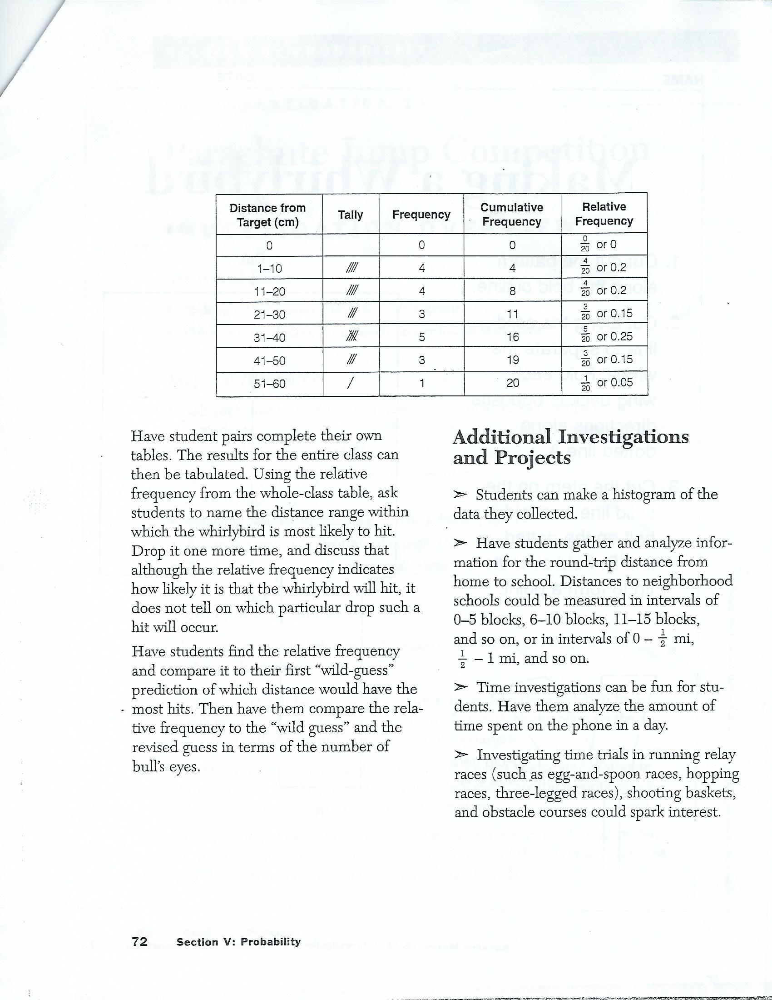 Distance from Target (cm) Tally Frequency Cumulative Frequency Relative Frequency
0 0 0 0/20 or 0
1–10 //// 4 4 4/20 or 0.2
11–20 //// 4 8 4/20 or 0.2
21–30 /// 3 11 3/20 or 0.15
31–40 𝍸 5 16 5/20 or 0.25
41–50 /// 3 19 3/20 or 0.15
51–60 / 1 20 1/20 or 0.05
Have student pairs complete their own
tables. The results for the entire class can
then be tabulated. Using the relative
frequency from the whole-class table, ask
students to name the distance range within
which the whirlybird is most likely to hit.
Drop it one more time, and discuss that
although the relative frequency indicates
how likely it is that the whirlybird will hit, it
does not tell on which particular drop such a
hit will occur.
Have students find the relative frequency
and compare it to their first “wild-guess”
prediction of which distance would have the
most hits. Then have them compare the rela-
tive frequency to the “wild guess” and the
revised guess in terms of the number of
bull’s eyes.
Additional Investigations
and Projects
➣ Students can make a histogram of the
data they collected.
➣ Have students gather and analyze infor-
mation for the round-trip distance from
home to school. Distances to neighborhood
schools could be measured in intervals of
0–5 blocks, 6–10 blocks, 11–15 blocks,
and so on, or in intervals of 0 – 1/2 mi,
1/2 – 1 mi, and so on.
➣ Time investigations can be fun for stu-
dents. Have them analyze the amount of
time spent on the phone in a day.
➣ Investigating time trials in running relay
races (such as egg-and-spoon races, hopping
races, three-legged races), shooting baskets,
and obstacle courses could spark interest.
72 Section V: Probability